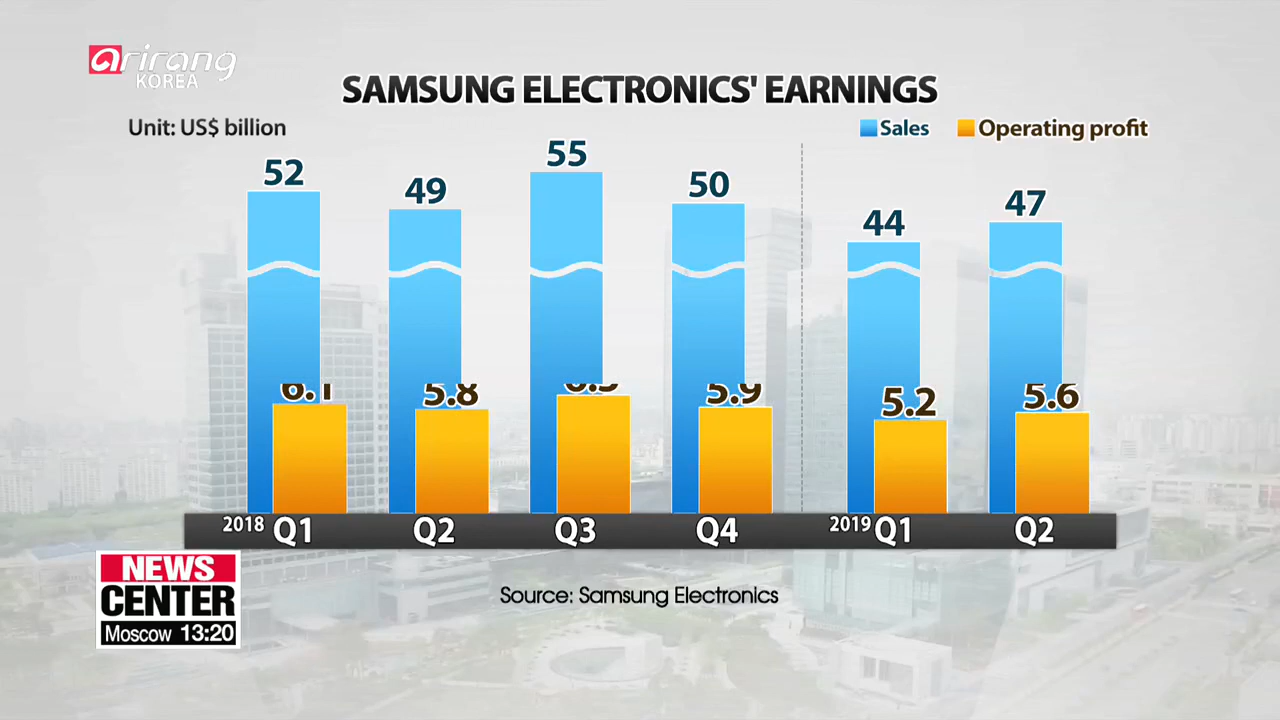 arirang
KOREA
SAMSUNG ELECTRONICS' EARNINGS
Unit: US$ billion
Sales
Operating profit
52
49
55
50
44
47
6.1
5.8
5.9
5.2
5.6
2018 Q1
Q2
Q3
Q4
2019 Q1
Q2
NEWS
CENTER
Moscow 13:20
Source: Samsung Electronics